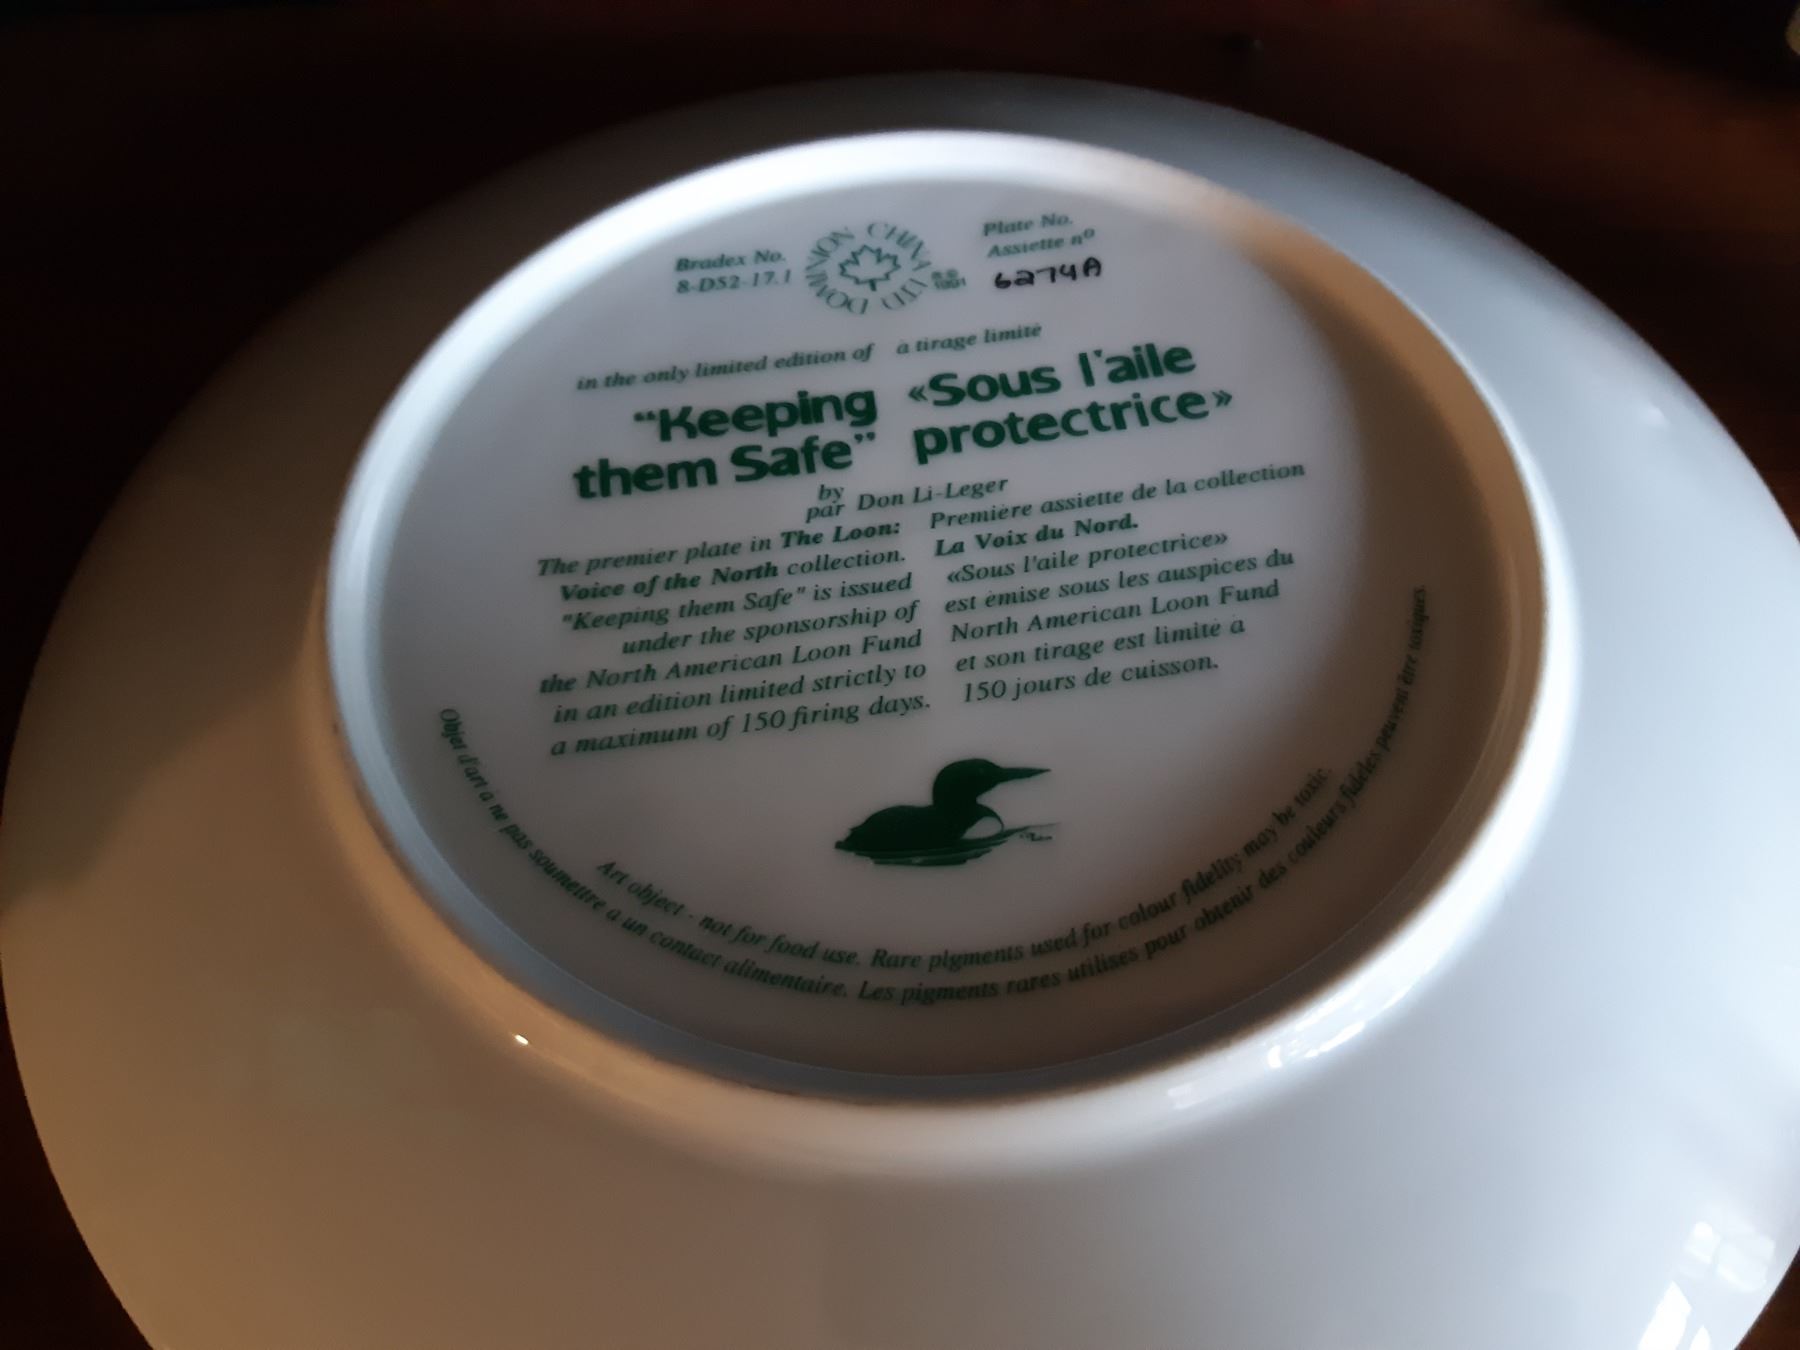 Bradex No.
8-D52-17.1
DOMINION CHINA LTD
1991
Plate No.
Assiette nº
6274A
in the only limited edition of
à tirage limité
"Keeping
them Safe"
«Sous l'aile
protectrice»
by
par
Don Li-Leger
The premier plate in The Loon:
Voice of the North collection.
"Keeping them Safe" is issued
under the sponsorship of
the North American Loon Fund
in an edition limited strictly to
a maximum of 150 firing days.
Première assiette de la collection
La Voix du Nord.
«Sous l'aile protectrice»
est émise sous les auspices du
North American Loon Fund
et son tirage est limité à
150 jours de cuisson.
Art object - not for food use. Rare pigments used for colour fidelity may be toxic.
Objet d'art à ne pas soumettre à un contact alimentaire. Les pigments rares utilisés pour obtenir des couleurs fidèles peuvent être toxiques.